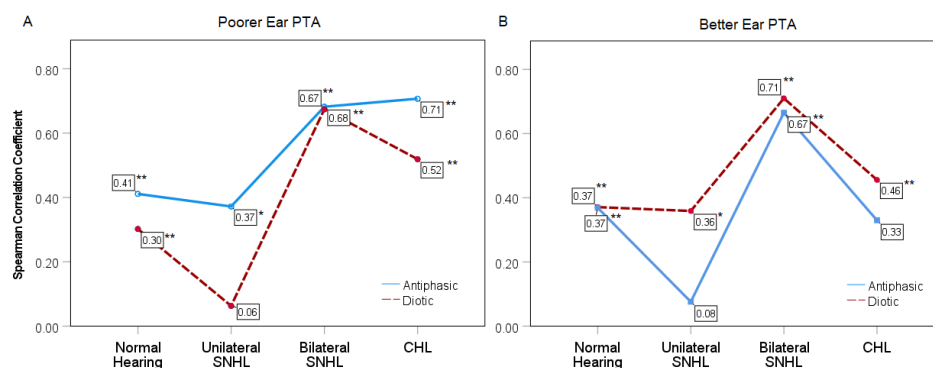 A
Poorer Ear PTA
Spearman Correlation Coefficient
0.80
0.60
0.40
0.20
0.00
0.41 **
0.30 **
0.37 *
0.06
0.67 **
0.68 **
0.71 **
0.52 **
Antiphasic
Diotic
Normal Hearing
Unilateral SNHL
Bilateral SNHL
CHL
B
Better Ear PTA
0.80
0.60
0.40
0.20
0.00
0.37 **
0.37 **
0.36 *
0.08
0.71 **
0.67 **
0.46 **
0.33
Antiphasic
Diotic
Normal Hearing
Unilateral SNHL
Bilateral SNHL
CHL